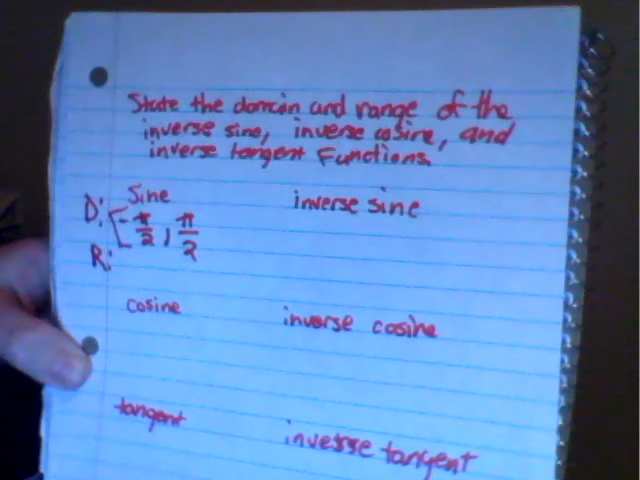 State the domain and range of the
inverse sine, inverse cosine, and
inverse tangent Functions.
Sine
inverse sine
D: [-π/2, π/2
R:
cosine
inverse cosine
tangent
inverse tangent